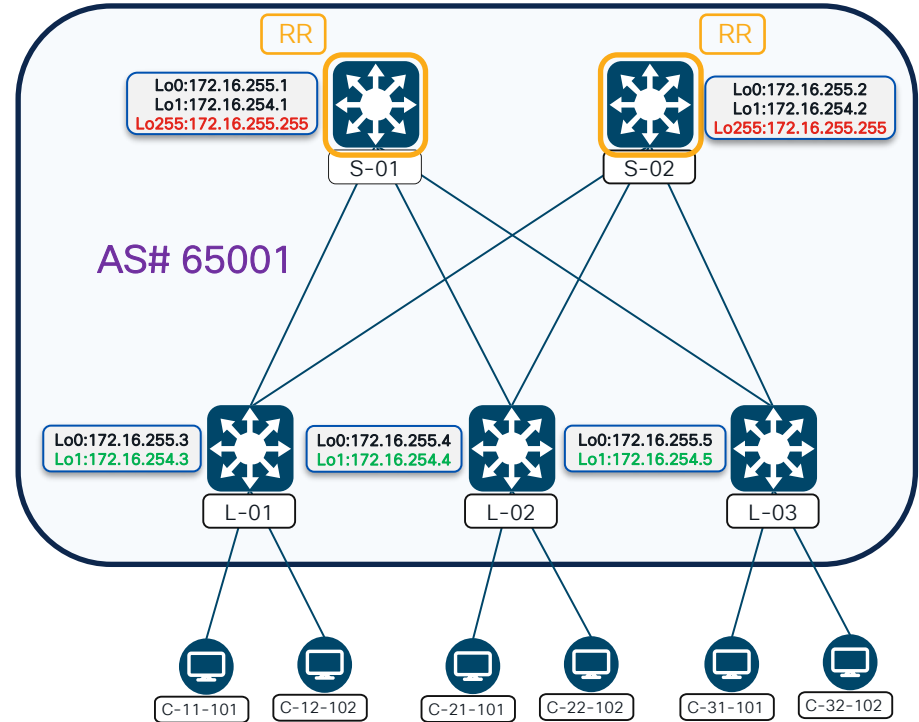 RR
RR
Lo0:172.16.255.1
Lo1:172.16.254.1
Lo255:172.16.255.255
Lo0:172.16.255.2
Lo1:172.16.254.2
Lo255:172.16.255.255
S-01
S-02
AS# 65001
Lo0:172.16.255.3
Lo1:172.16.254.3
Lo0:172.16.255.4
Lo1:172.16.254.4
Lo0:172.16.255.5
Lo1:172.16.254.5
L-01
L-02
L-03
C-11-101
C-12-102
C-21-101
C-22-102
C-31-101
C-32-102